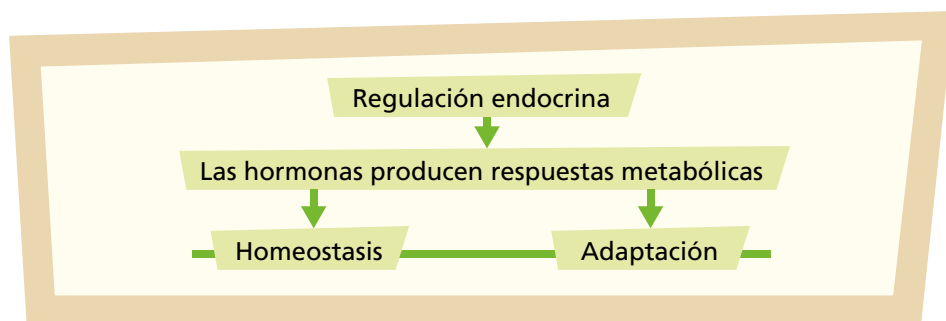 Regulación endocrina
Las hormonas producen respuestas metabólicas
Homeostasis
Adaptación